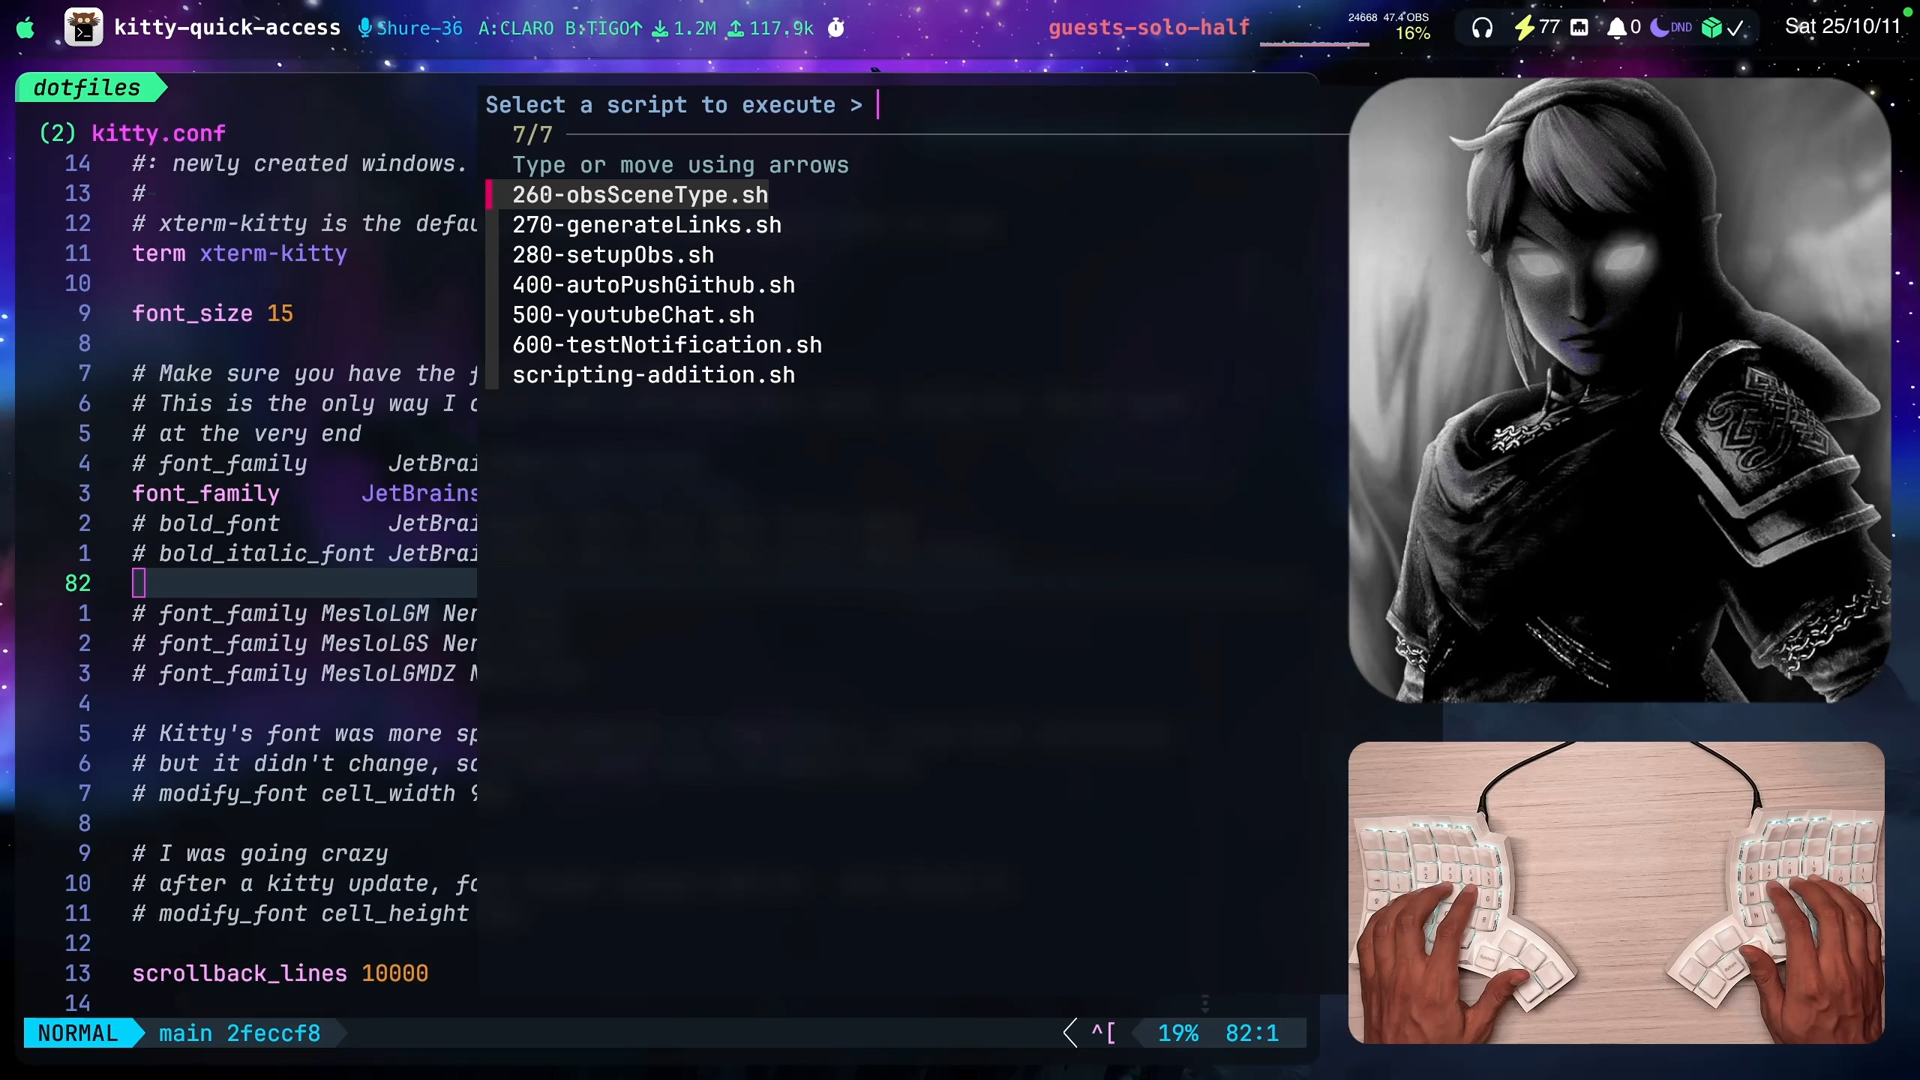 kitty-quick-access Shure-36 A:CLARO B:TIGO↑ 1.2M 117.9k guests-solo-half 24668 47.4 OBS 16% 77 0 DND Sat 25/10/11
dotfiles
(2) kitty.conf
14 #: newly created windows.
13 #
12 # xterm-kitty is the defau
11 term xterm-kitty
10
9 font_size 15
8
7 # Make sure you have the
6 # This is the only way I
5 # at the very end
4 # font_family JetBrai
3 font_family JetBrains
2 # bold_font JetBrai
1 # bold_italic_font JetBrai
82
1 # font_family MesloLGM Ner
2 # font_family MesloLGS Ner
3 # font_family MesloLGMDZ
4
5 # Kitty's font was more sp
6 # but it didn't change, so
7 # modify_font cell_width
8
9 # I was going crazy
10 # after a kitty update, fo
11 # modify_font cell_height
12
13 scrollback_lines 10000
14
NORMAL main 2feccf8 ^[ 19% 82:1
Select a script to execute >
7/7
Type or move using arrows
260-obsSceneType.sh
270-generateLinks.sh
280-setupObs.sh
400-autoPushGithub.sh
500-youtubeChat.sh
600-testNotification.sh
scripting-addition.sh